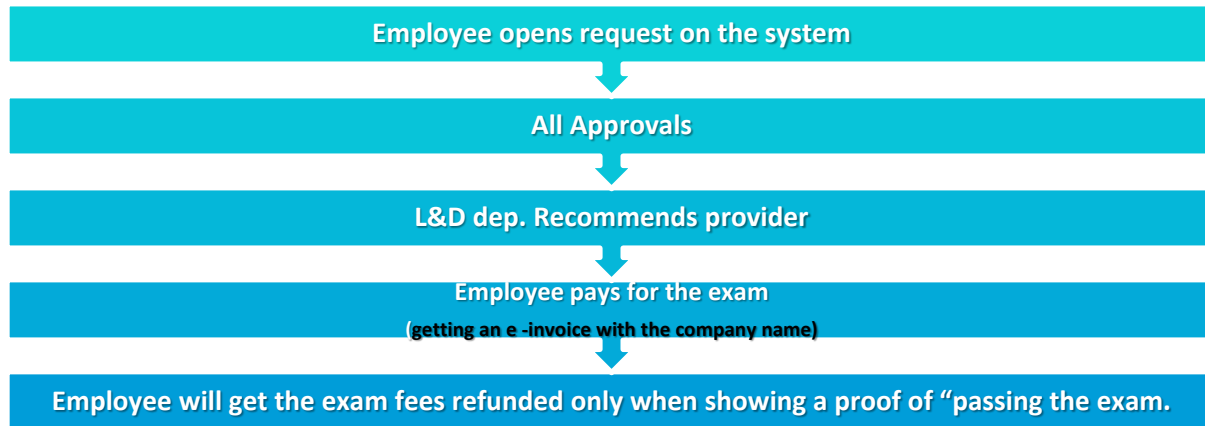 Employee opens request on the system
All Approvals
L&D dep. Recommends provider
Employee pays for the exam
(getting an e -invoice with the company name)
Employee will get the exam fees refunded only when showing a proof of “passing the exam.